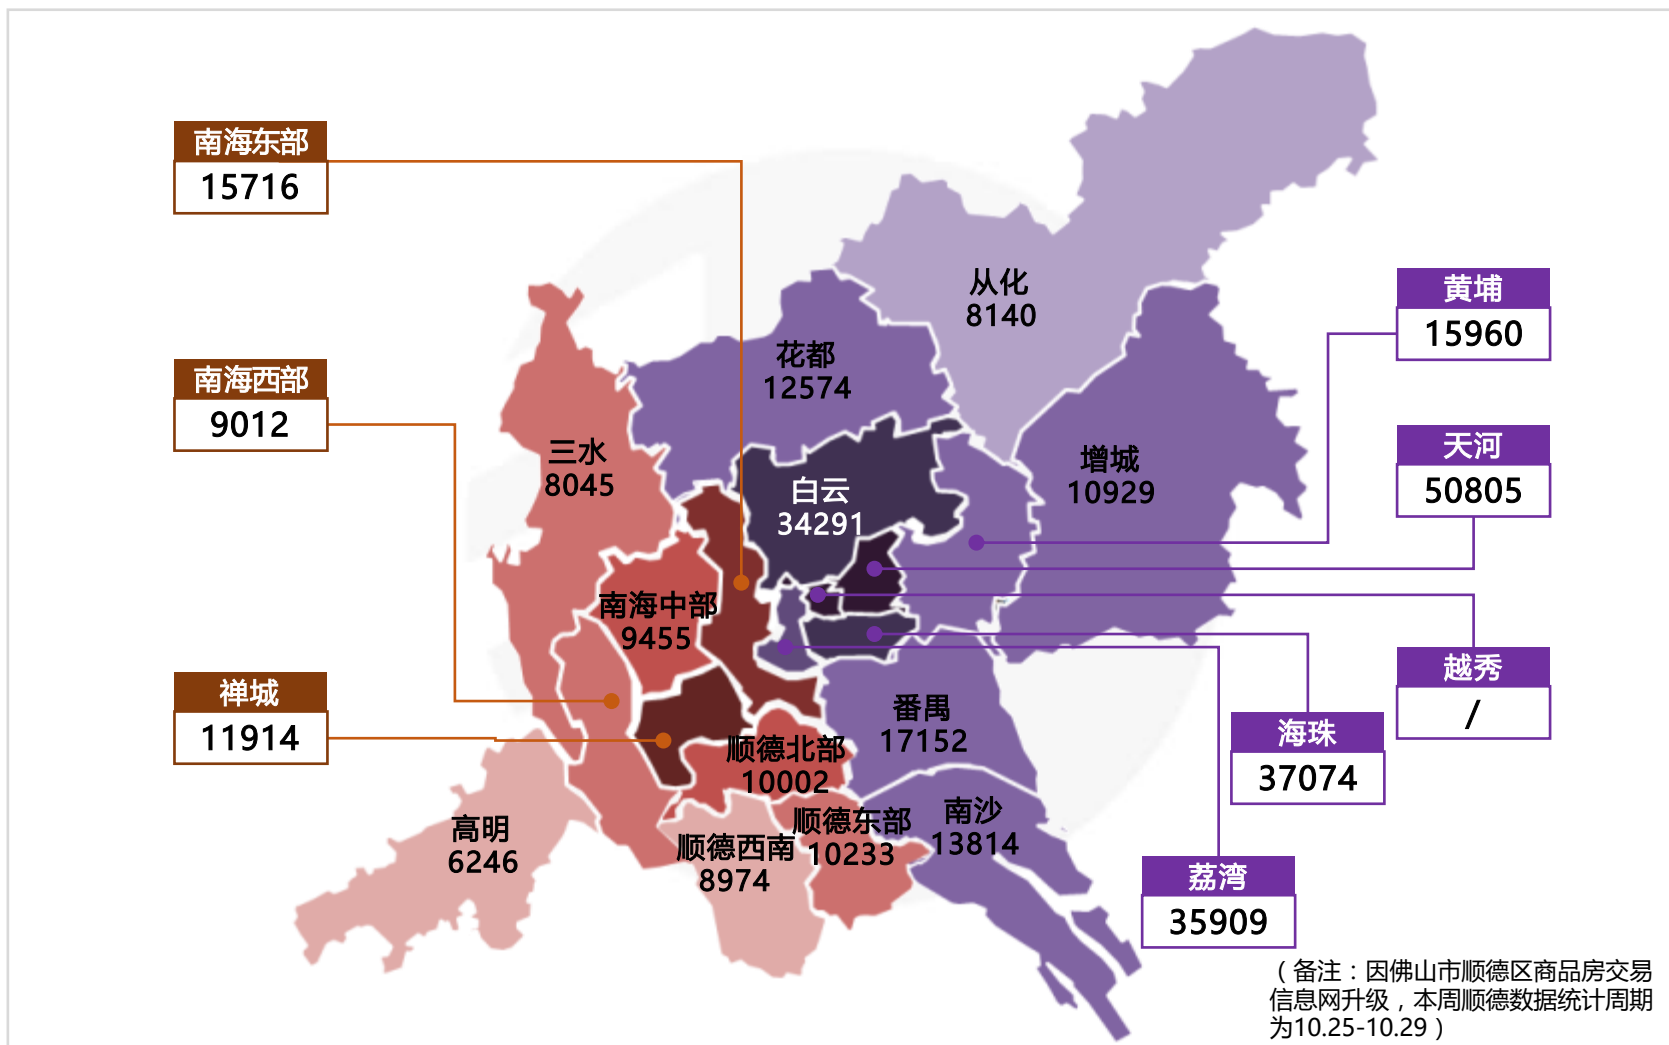 南海东部
15716
南海西部
9012
禅城
11914
从化
8140
花都
12574
三水
8045
白云
34291
增城
10929
南海中部
9455
番禺
17152
顺德北部
10002
南沙
13814
顺德东部
10233
顺德西南
8974
高明
6246
黄埔
15960
天河
50805
越秀
/
海珠
37074
荔湾
35909
（备注：因佛山市顺德区商品房交易
信息网升级，本周顺德数据统计周期
为10.25-10.29）